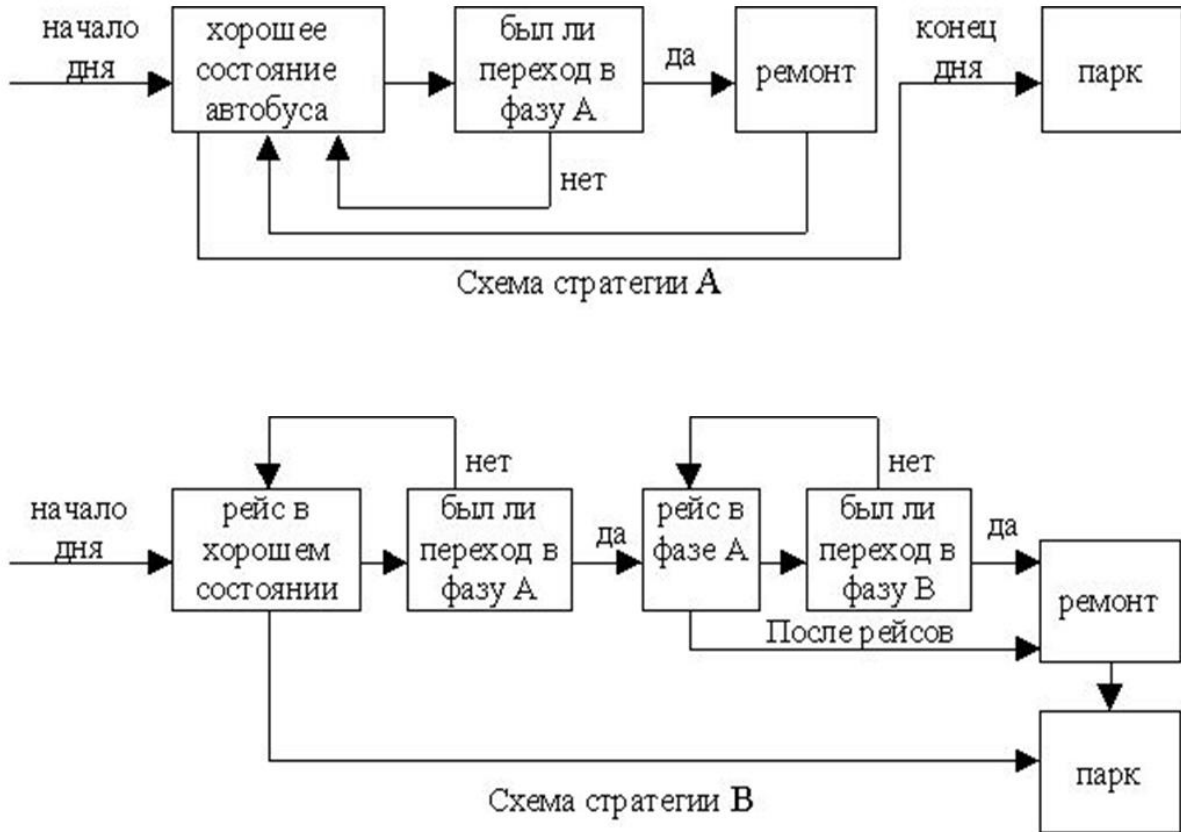 начало
дня
хорошее
состояние
автобуса
был ли
переход в
фазу А
да
ремонт
конец
дня
парк
нет
Схема стратегии А
нет
нет
начало
дня
рейс в
хорошем
состоянии
был ли
переход в
фазу А
да
рейс в
фазе А
был ли
переход в
фазу В
да
ремонт
После рейсов
парк
Схема стратегии В